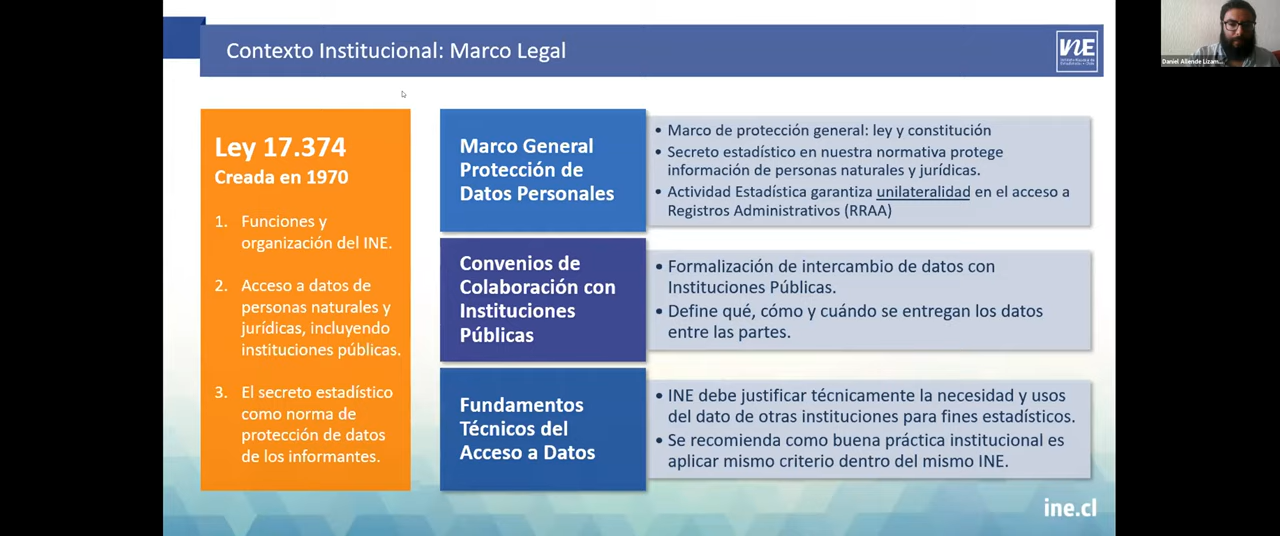 Contexto Institucional: Marco Legal
INE
Daniel Allende Lizam...
Ley 17.374
Creada en 1970
1. Funciones y
organización del INE.
2. Acceso a datos de
personas naturales y
jurídicas, incluyendo
instituciones públicas.
3. El secreto estadístico
como norma de
protección de datos
de los informantes.
Marco General
Protección de
Datos Personales
• Marco de protección general: ley y constitución
• Secreto estadístico en nuestra normativa protege
información de personas naturales y jurídicas.
• Actividad Estadística garantiza unilateralidad en el acceso a
Registros Administrativos (RRAA)
Convenios de
Colaboración con
Instituciones
Públicas
• Formalización de intercambio de datos con
Instituciones Públicas.
• Define qué, cómo y cuándo se entregan los datos
entre las partes.
Fundamentos
Técnicos del
Acceso a Datos
• INE debe justificar técnicamente la necesidad y usos
del dato de otras instituciones para fines estadísticos.
• Se recomienda como buena práctica institucional es
aplicar mismo criterio dentro del mismo INE.
ine.cl